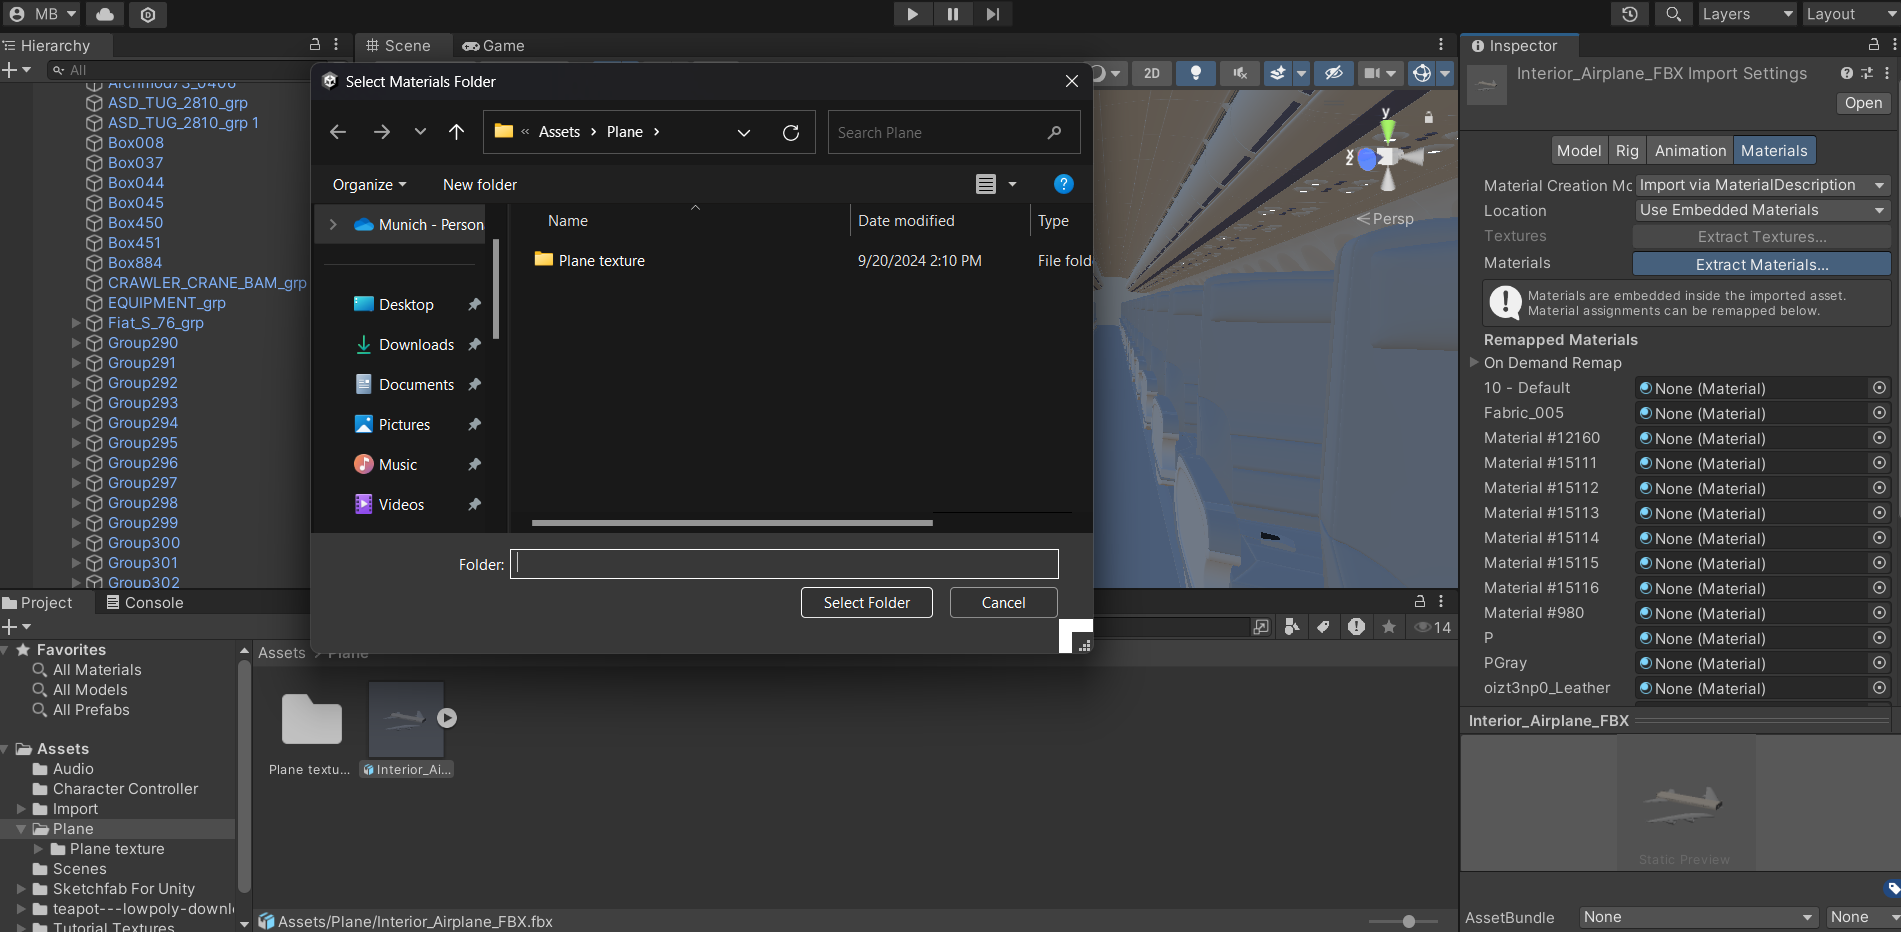 MB
Layers
Layout
Hierarchy
All
Archmod73_0406
ASD_TUG_2810_grp
ASD_TUG_2810_grp 1
Box008
Box037
Box044
Box045
Box450
Box451
Box884
CRAWLER_CRANE_BAM_grp
EQUIPMENT_grp
Fiat_S_76_grp
Group290
Group291
Group292
Group293
Group294
Group295
Group296
Group297
Group298
Group299
Group300
Group301
Group302
Scene
Game
2D
y
x
z
Persp
Select Materials Folder
« Assets > Plane >
Search Plane
Organize
New folder
Munich - Person
Desktop
Downloads
Documents
Pictures
Music
Videos
Name
Date modified
Type
Plane texture
9/20/2024 2:10 PM
File fold
Folder:
Select Folder
Cancel
Inspector
Interior_Airplane_FBX Import Settings
Open
Model
Rig
Animation
Materials
Material Creation Mo
Import via MaterialDescription
Location
Use Embedded Materials
Textures
Extract Textures...
Materials
Extract Materials...
Materials are embedded inside the imported asset.
Material assignments can be remapped below.
Remapped Materials
On Demand Remap
10 - Default
None (Material)
Fabric_005
None (Material)
Material #12160
None (Material)
Material #15111
None (Material)
Material #15112
None (Material)
Material #15113
None (Material)
Material #15114
None (Material)
Material #15115
None (Material)
Material #15116
None (Material)
Material #980
None (Material)
P
None (Material)
PGray
None (Material)
oizt3np0_Leather
None (Material)
Interior_Airplane_FBX
Static Preview
AssetBundle
None
None
Project
Console
14
Favorites
All Materials
All Models
All Prefabs
Assets
Audio
Character Controller
Import
Plane
Plane texture
Scenes
Sketchfab For Unity
teapot---lowpoly-downl
Tutorial Textures
Assets > Plane
Plane textu...
Interior_Ai...
Assets/Plane/Interior_Airplane_FBX.fbx